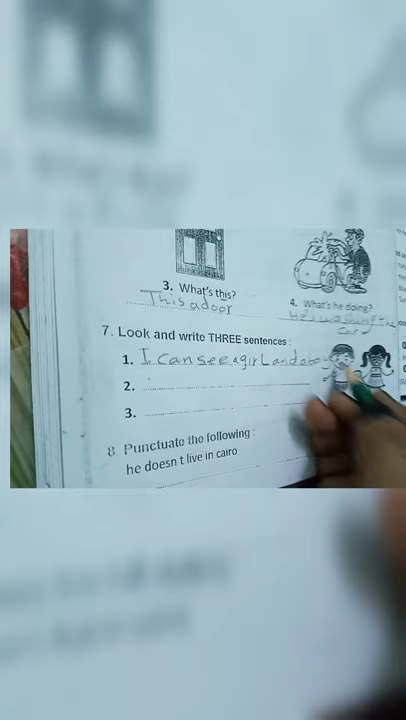 3. What's this?
This a door
4. What's he doing?
He is washing the
car
7. Look and write THREE sentences :
1. I can see a girl and a boy
2.
3.
8. Punctuate the following :
he doesn t live in cairo